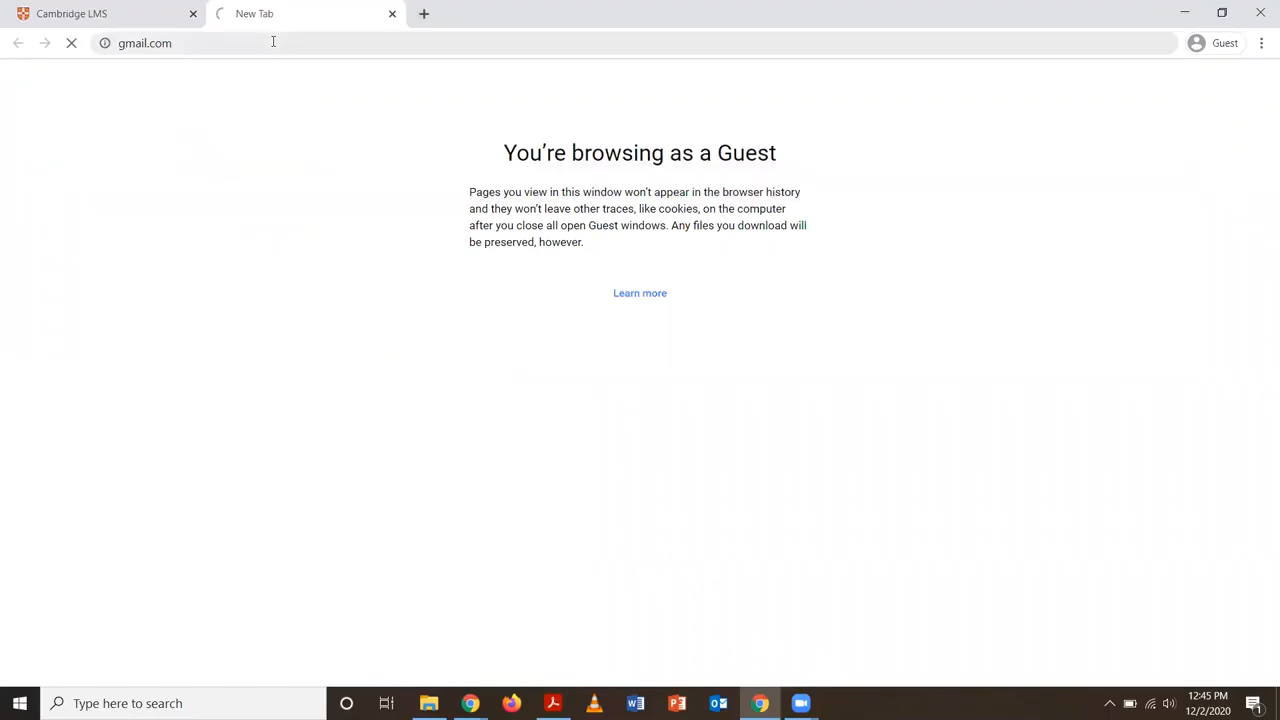 Cambridge LMS
New Tab
gmail.com
Guest
You're browsing as a Guest
Pages you view in this window won't appear in the browser history
and they won't leave other traces, like cookies, on the computer
after you close all open Guest windows. Any files you download will
be preserved, however.
Learn more
Type here to search
12:45 PM
12/2/2020
1